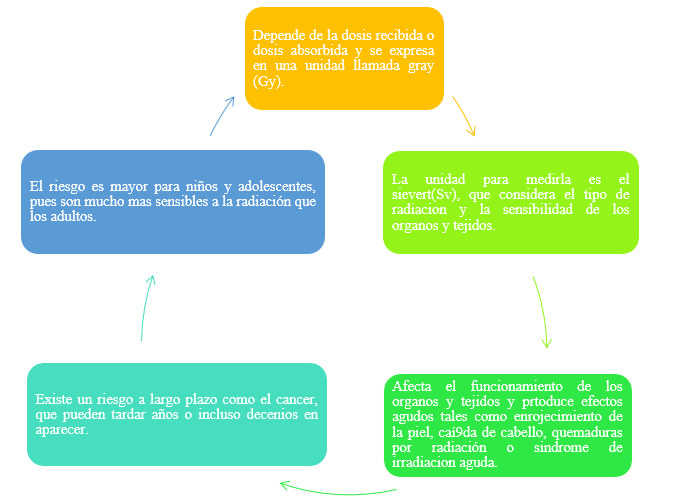 Depende de la dosis recibida o
dosis absorbida y se expresa
en una unidad llamada gray
(Gy).
La unidad para medirla es el
sievert(Sv), que considera el tipo de
radiacion y la sensibilidad de los
organos y tejidos.
Afecta el funcionamiento de los
organos y tejidos y prtoduce efectos
agudos tales como enrojecimiento de
la piel, caí9da de cabello, quemaduras
por radiación o sindrome de
irradiacion aguda.
Existe un riesgo a largo plazo como el cancer,
que pueden tardar años o incluso decenios en
aparecer.
El riesgo es mayor para niños y adolescentes,
pues son mucho mas sensibles a la radiación que
los adultos.